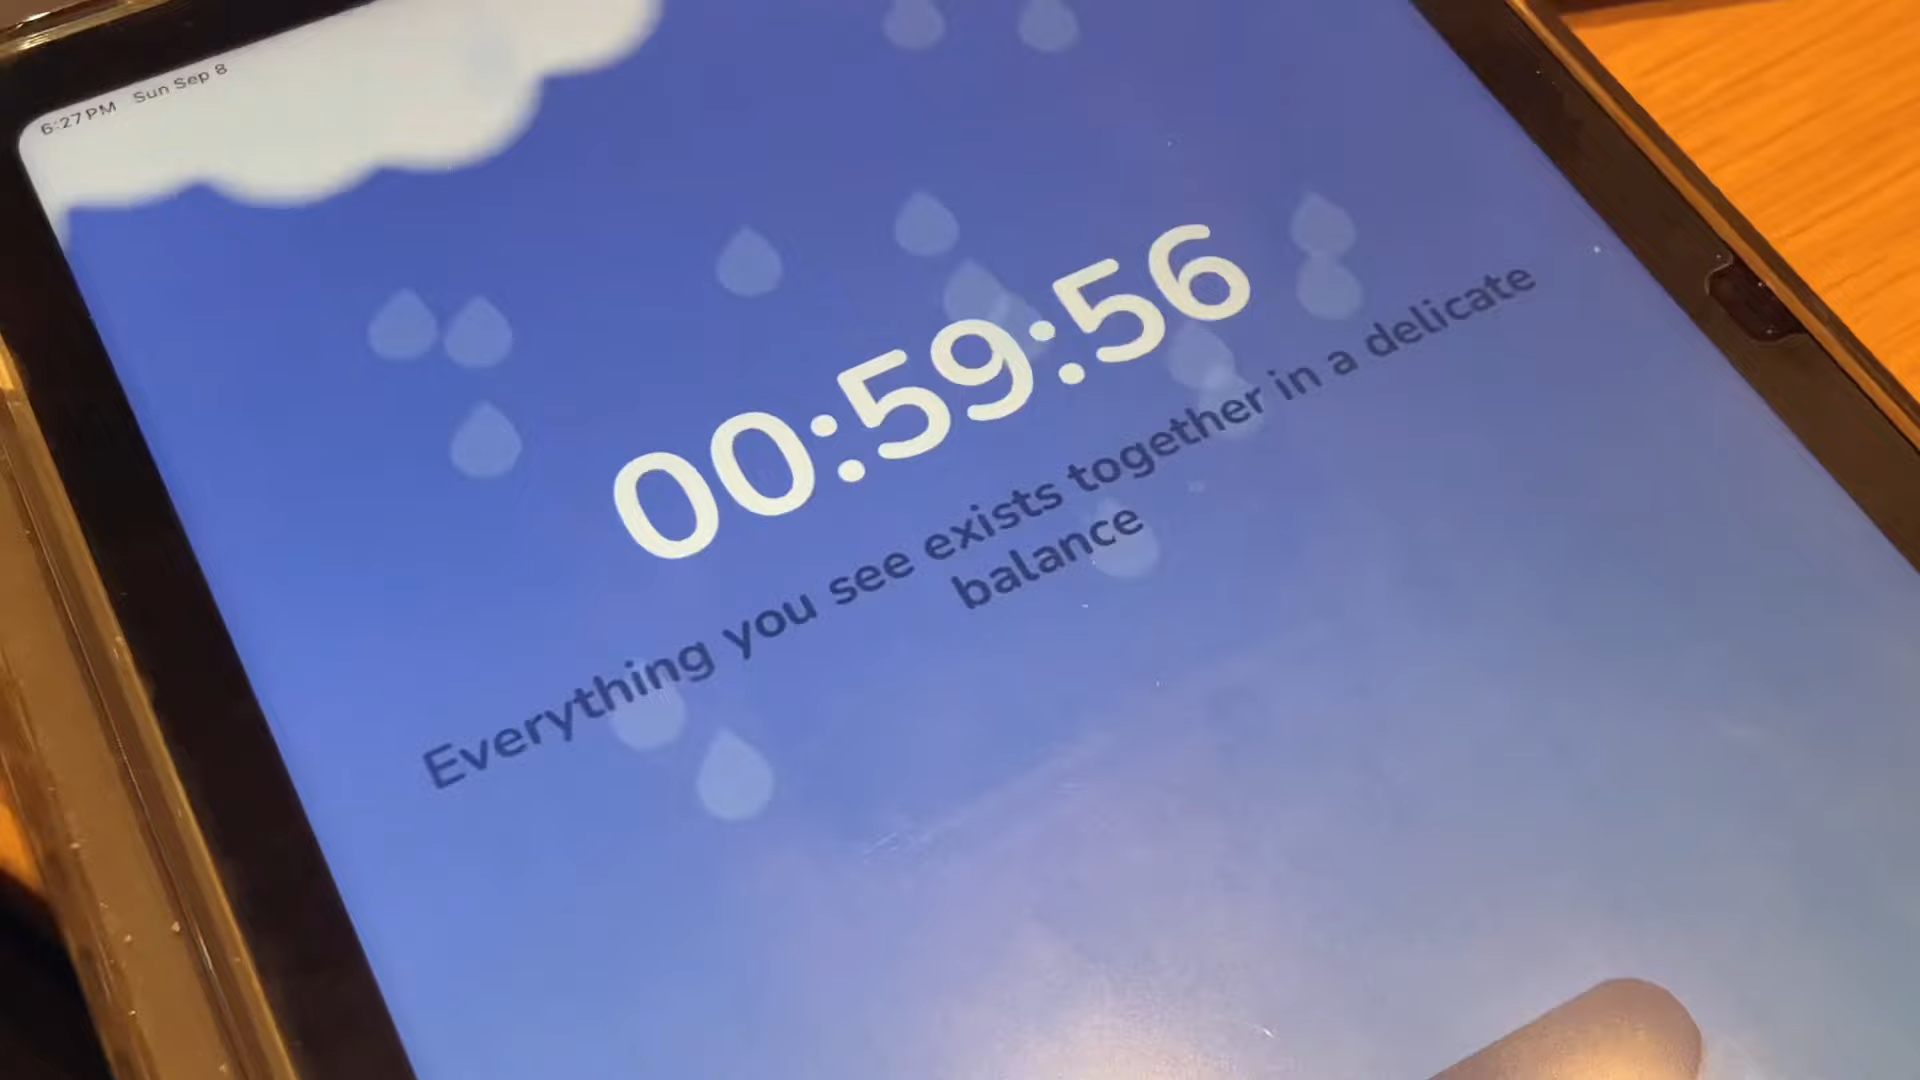 6:27 PM Sun Sep 8
00:59:56
Everything you see exists together in a delicate
balance